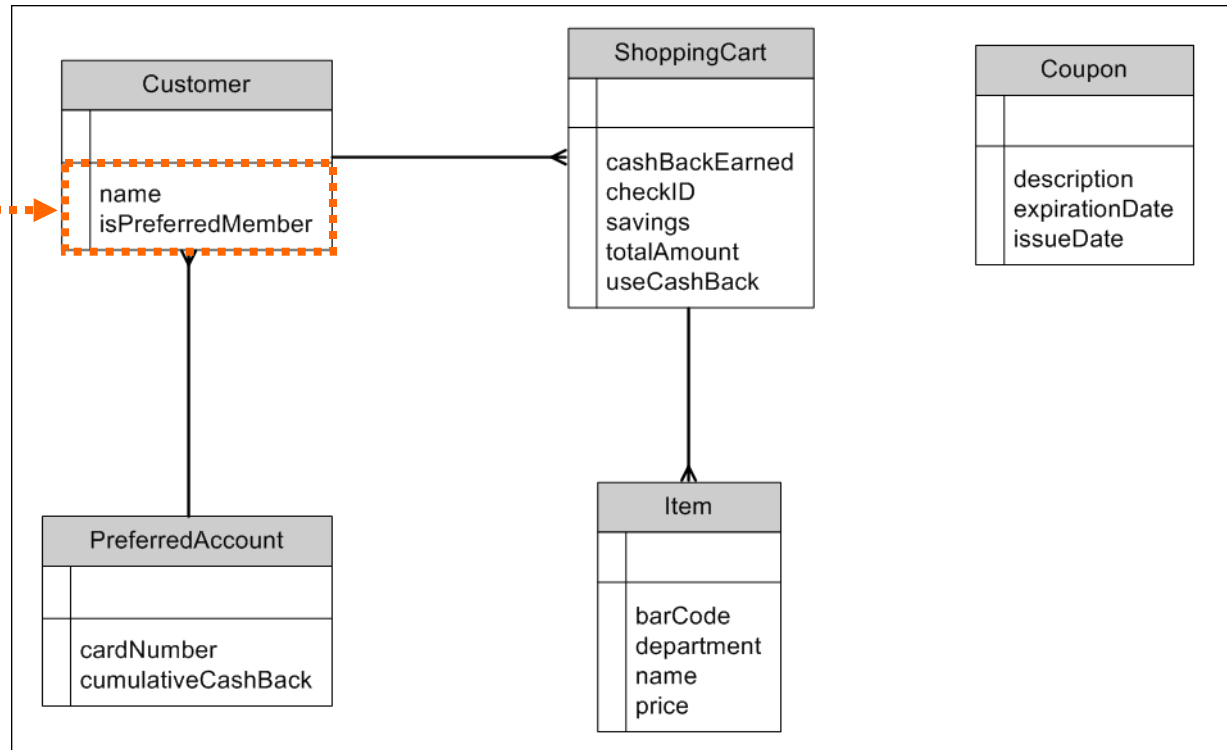 Customer
name
isPreferredMember
ShoppingCart
cashBackEarned
checkID
savings
totalAmount
useCashBack
Coupon
description
expirationDate
issueDate
PreferredAccount
cardNumber
cumulativeCashBack
Item
barCode
department
name
price